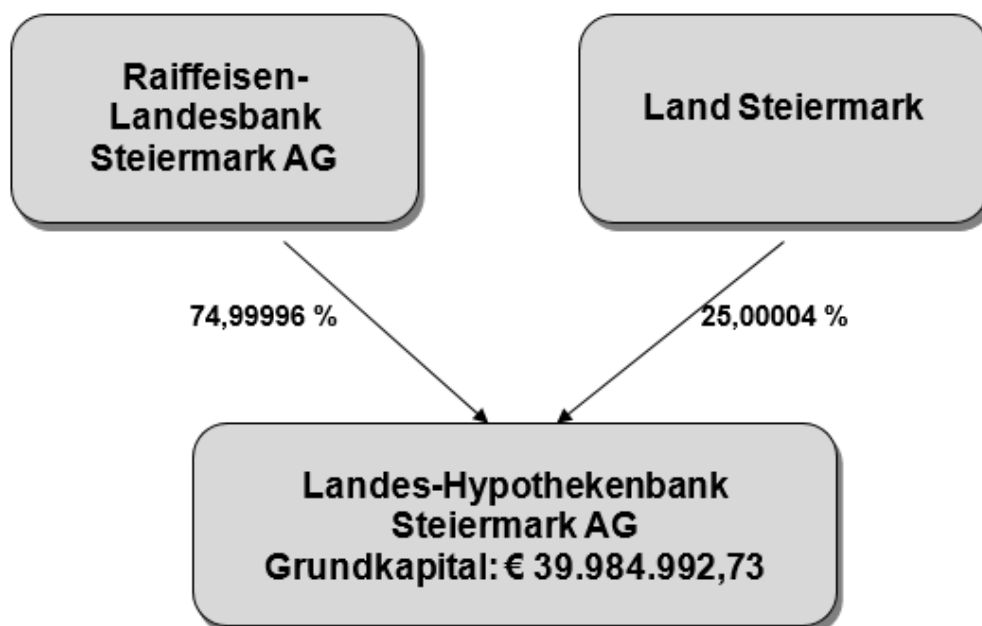 Raiffeisen-
Landesbank
Steiermark AG
Land Steiermark
74,99996 %
25,00004 %
Landes-Hypothekenbank
Steiermark AG
Grundkapital: € 39.984.992,73